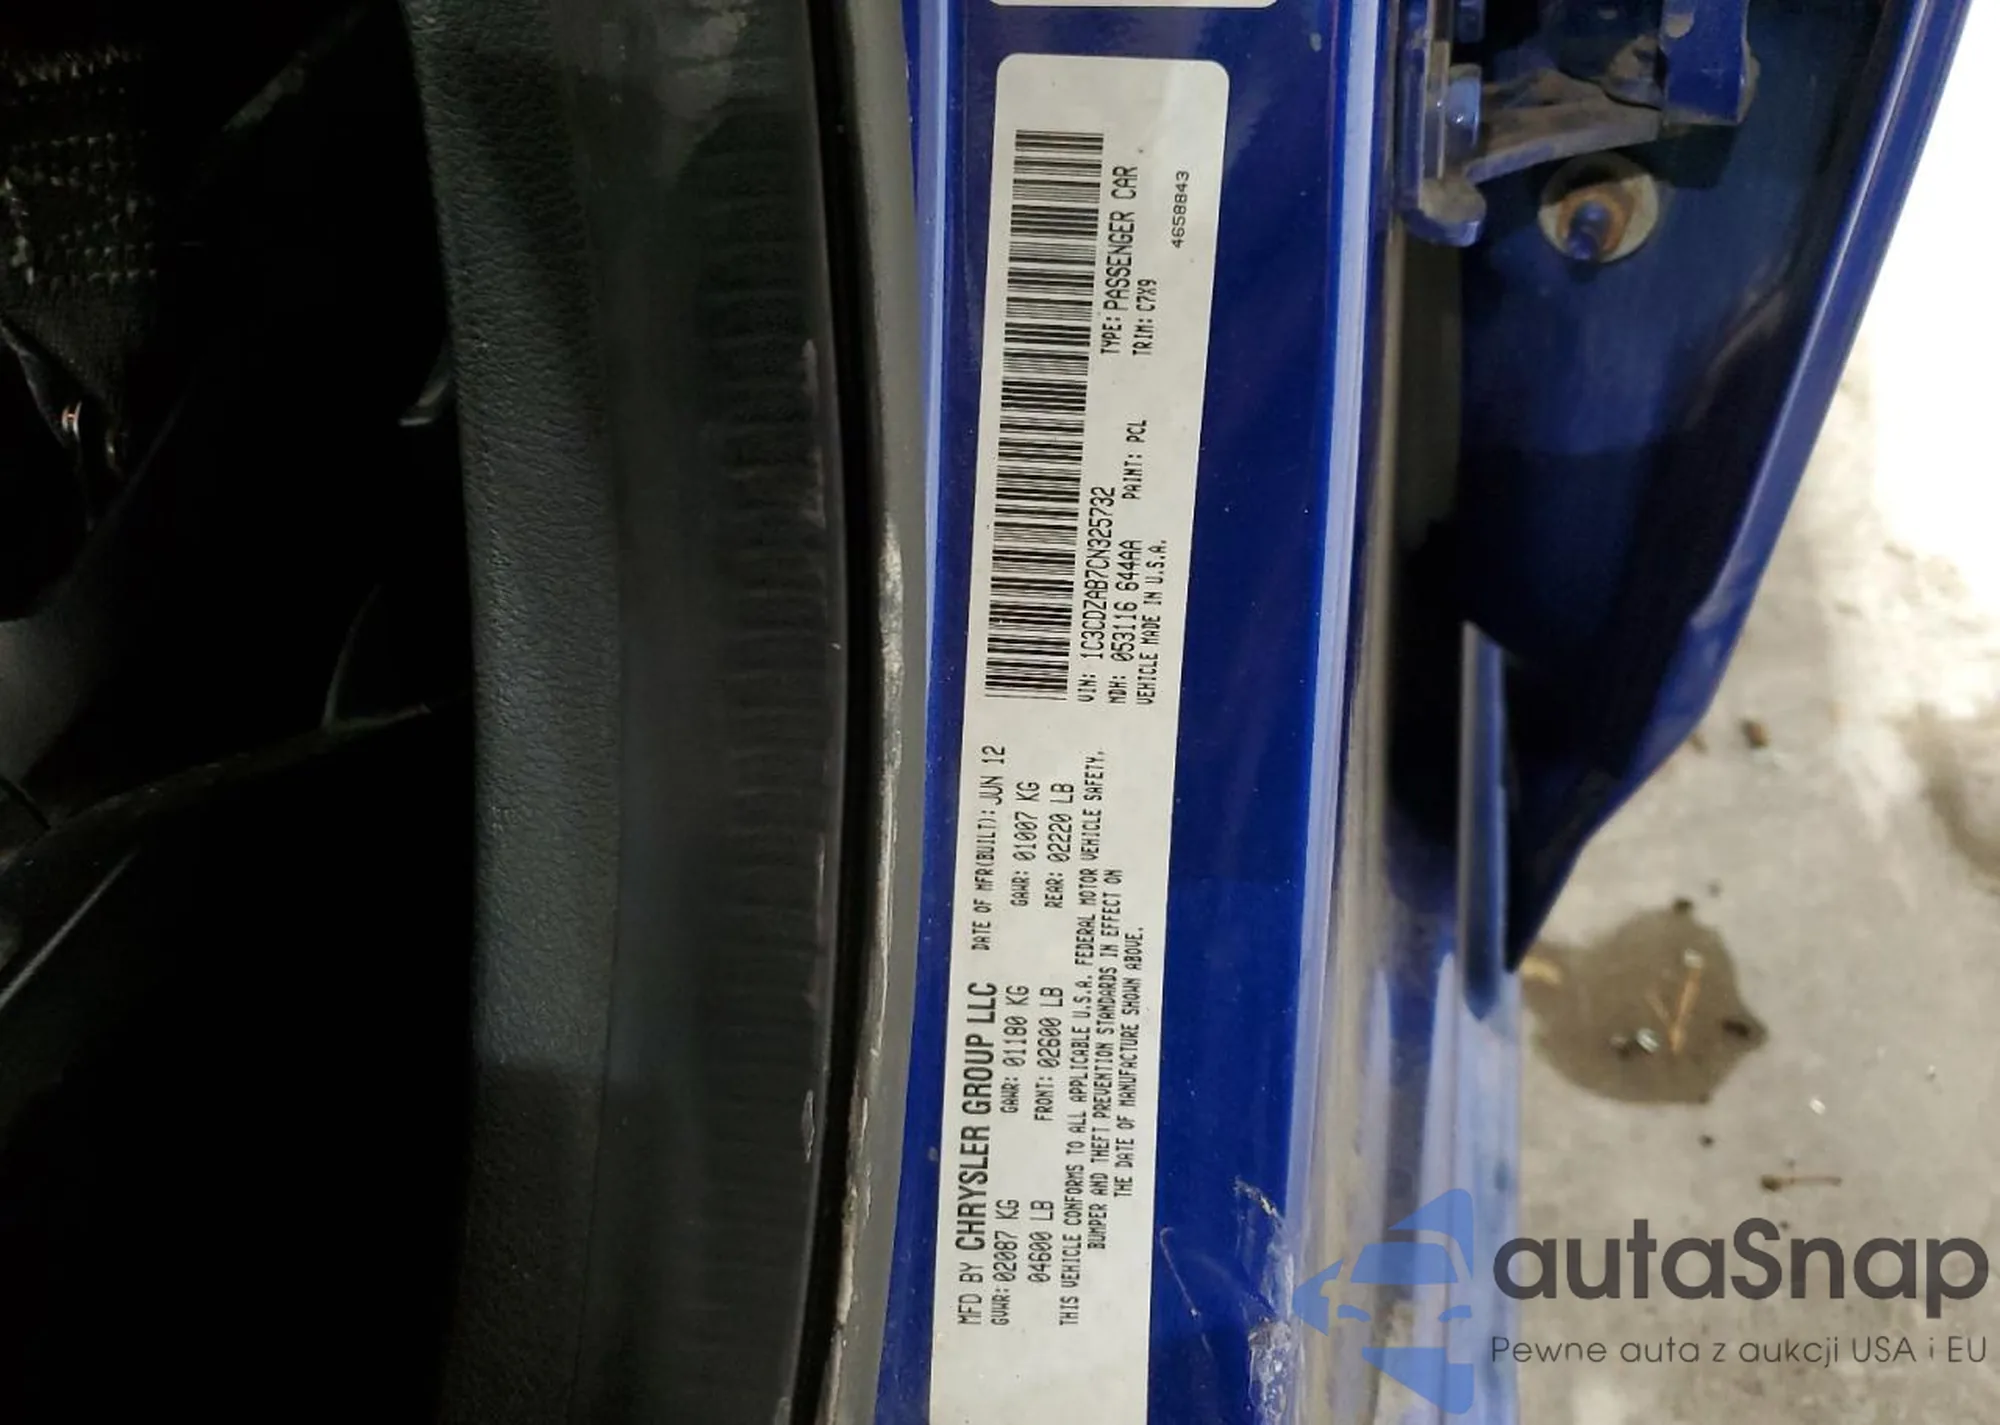 MFD BY CHRYSLER GROUP LLC DATE OF MFR(BUILT): JUN 12
GVWR: 02087 KG GAWR: 01180 KG GAWR: 01007 KG
04600 LB FRONT: 02600 LB REAR: 02220 LB
THIS VEHICLE CONFORMS TO ALL APPLICABLE U.S.A. FEDERAL MOTOR VEHICLE SAFETY,
BUMPER AND THEFT PREVENTION STANDARDS IN EFFECT ON
THE DATE OF MANUFACTURE SHOWN ABOVE.
VIN: 1C3CDZAB7CN325732 TYPE: PASSENGER CAR
MDH: 053116 644AA PAINT: PCL TRIM: C7X9
VEHICLE MADE IN U.S.A.
4658843
autaSnap
Pewne auta z aukcji USA i EU